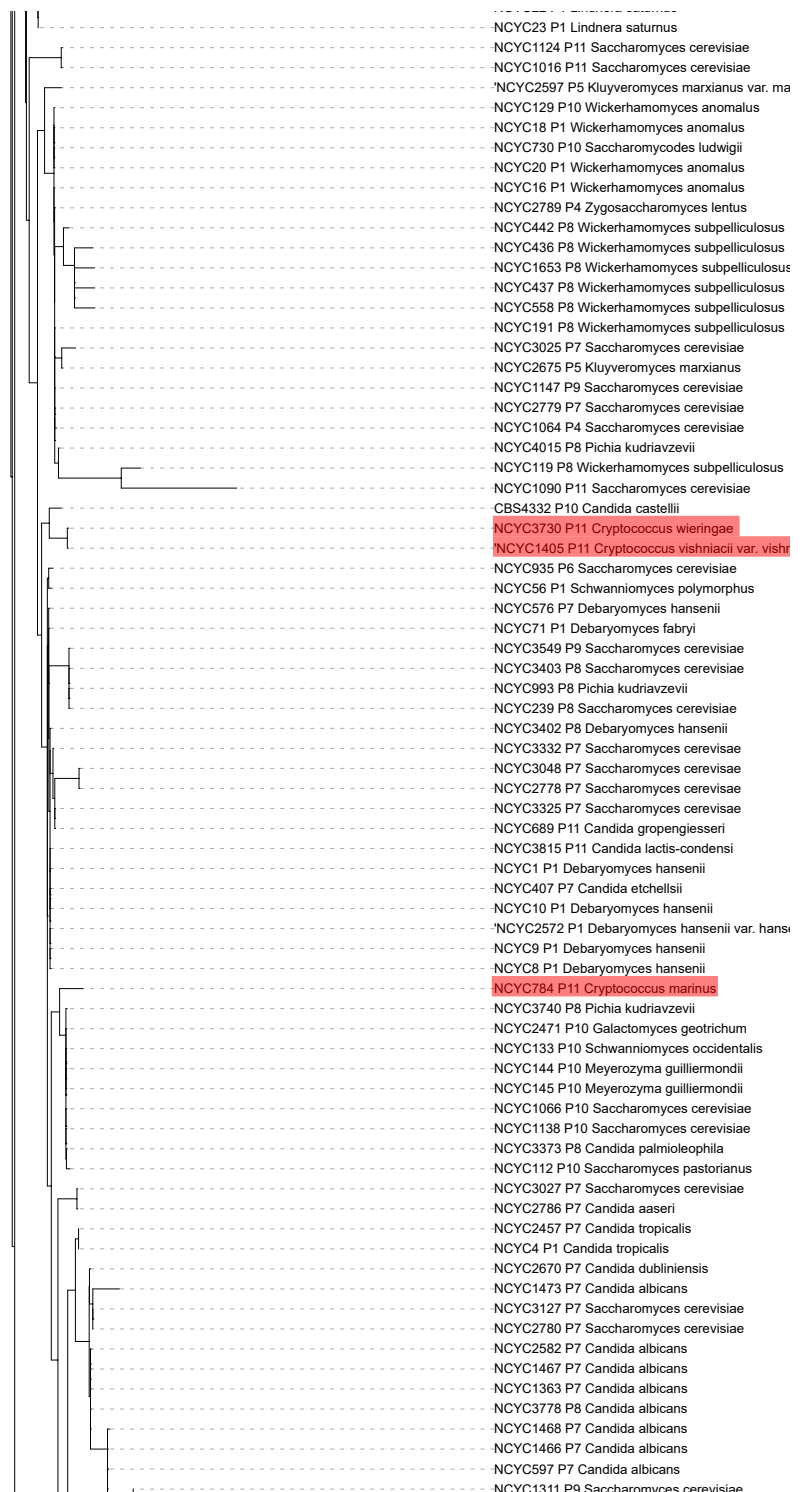 NCYC23 P1 Lindnera saturnus
NCYC1124 P11 Saccharomyces cerevisiae
NCYC1016 P11 Saccharomyces cerevisiae
'NCYC2597 P5 Kluyveromyces marxianus var. ma
NCYC129 P10 Wickerhamomyces anomalus
NCYC18 P1 Wickerhamomyces anomalus
NCYC730 P10 Saccharomycodes ludwigii
NCYC20 P1 Wickerhamomyces anomalus
NCYC16 P1 Wickerhamomyces anomalus
NCYC2789 P4 Zygosaccharomyces lentus
NCYC442 P8 Wickerhamomyces subpelliculosus
NCYC436 P8 Wickerhamomyces subpelliculosus
NCYC1653 P8 Wickerhamomyces subpelliculosus
NCYC437 P8 Wickerhamomyces subpelliculosus
NCYC558 P8 Wickerhamomyces subpelliculosus
NCYC191 P8 Wickerhamomyces subpelliculosus
NCYC3025 P7 Saccharomyces cerevisiae
NCYC2675 P5 Kluyveromyces marxianus
NCYC1147 P9 Saccharomyces cerevisiae
NCYC2779 P7 Saccharomyces cerevisiae
NCYC1064 P4 Saccharomyces cerevisiae
NCYC4015 P8 Pichia kudriavzevii
NCYC119 P8 Wickerhamomyces subpelliculosus
NCYC1090 P11 Saccharomyces cerevisiae
CBS4332 P10 Candida castellii
NCYC3730 P11 Cryptococcus wieringae
'NCYC1405 P11 Cryptococcus vishniacii var. vishn
NCYC935 P6 Saccharomyces cerevisiae
NCYC56 P1 Schwanniomyces polymorphus
NCYC576 P7 Debaryomyces hansenii
NCYC71 P1 Debaryomyces fabryi
NCYC3549 P9 Saccharomyces cerevisiae
NCYC3403 P8 Saccharomyces cerevisiae
NCYC993 P8 Pichia kudriavzevii
NCYC239 P8 Saccharomyces cerevisiae
NCYC3402 P8 Debaryomyces hansenii
NCYC3332 P7 Saccharomyces cerevisae
NCYC3048 P7 Saccharomyces cerevisae
NCYC2778 P7 Saccharomyces cerevisae
NCYC3325 P7 Saccharomyces cerevisae
NCYC689 P11 Candida gropengiesseri
NCYC3815 P11 Candida lactis-condensi
NCYC1 P1 Debaryomyces hansenii
NCYC407 P7 Candida etchellsii
NCYC10 P1 Debaryomyces hansenii
'NCYC2572 P1 Debaryomyces hansenii var. hanse
NCYC9 P1 Debaryomyces hansenii
NCYC8 P1 Debaryomyces hansenii
NCYC784 P11 Cryptococcus marinus
NCYC3740 P8 Pichia kudriavzevii
NCYC2471 P10 Galactomyces geotrichum
NCYC133 P10 Schwanniomyces occidentalis
NCYC144 P10 Meyerozyma guilliermondii
NCYC145 P10 Meyerozyma guilliermondii
NCYC1066 P10 Saccharomyces cerevisiae
NCYC1138 P10 Saccharomyces cerevisiae
NCYC3373 P8 Candida palmioleophila
NCYC112 P10 Saccharomyces pastorianus
NCYC3027 P7 Saccharomyces cerevisiae
NCYC2786 P7 Candida aaseri
NCYC2457 P7 Candida tropicalis
NCYC4 P1 Candida tropicalis
NCYC2670 P7 Candida dubliniensis
NCYC1473 P7 Candida albicans
NCYC3127 P7 Saccharomyces cerevisiae
NCYC2780 P7 Saccharomyces cerevisiae
NCYC2582 P7 Candida albicans
NCYC1467 P7 Candida albicans
NCYC1363 P7 Candida albicans
NCYC3778 P8 Candida albicans
NCYC1468 P7 Candida albicans
NCYC1466 P7 Candida albicans
NCYC597 P7 Candida albicans
NCYC1311 P9 Saccharomyces cerevisiae